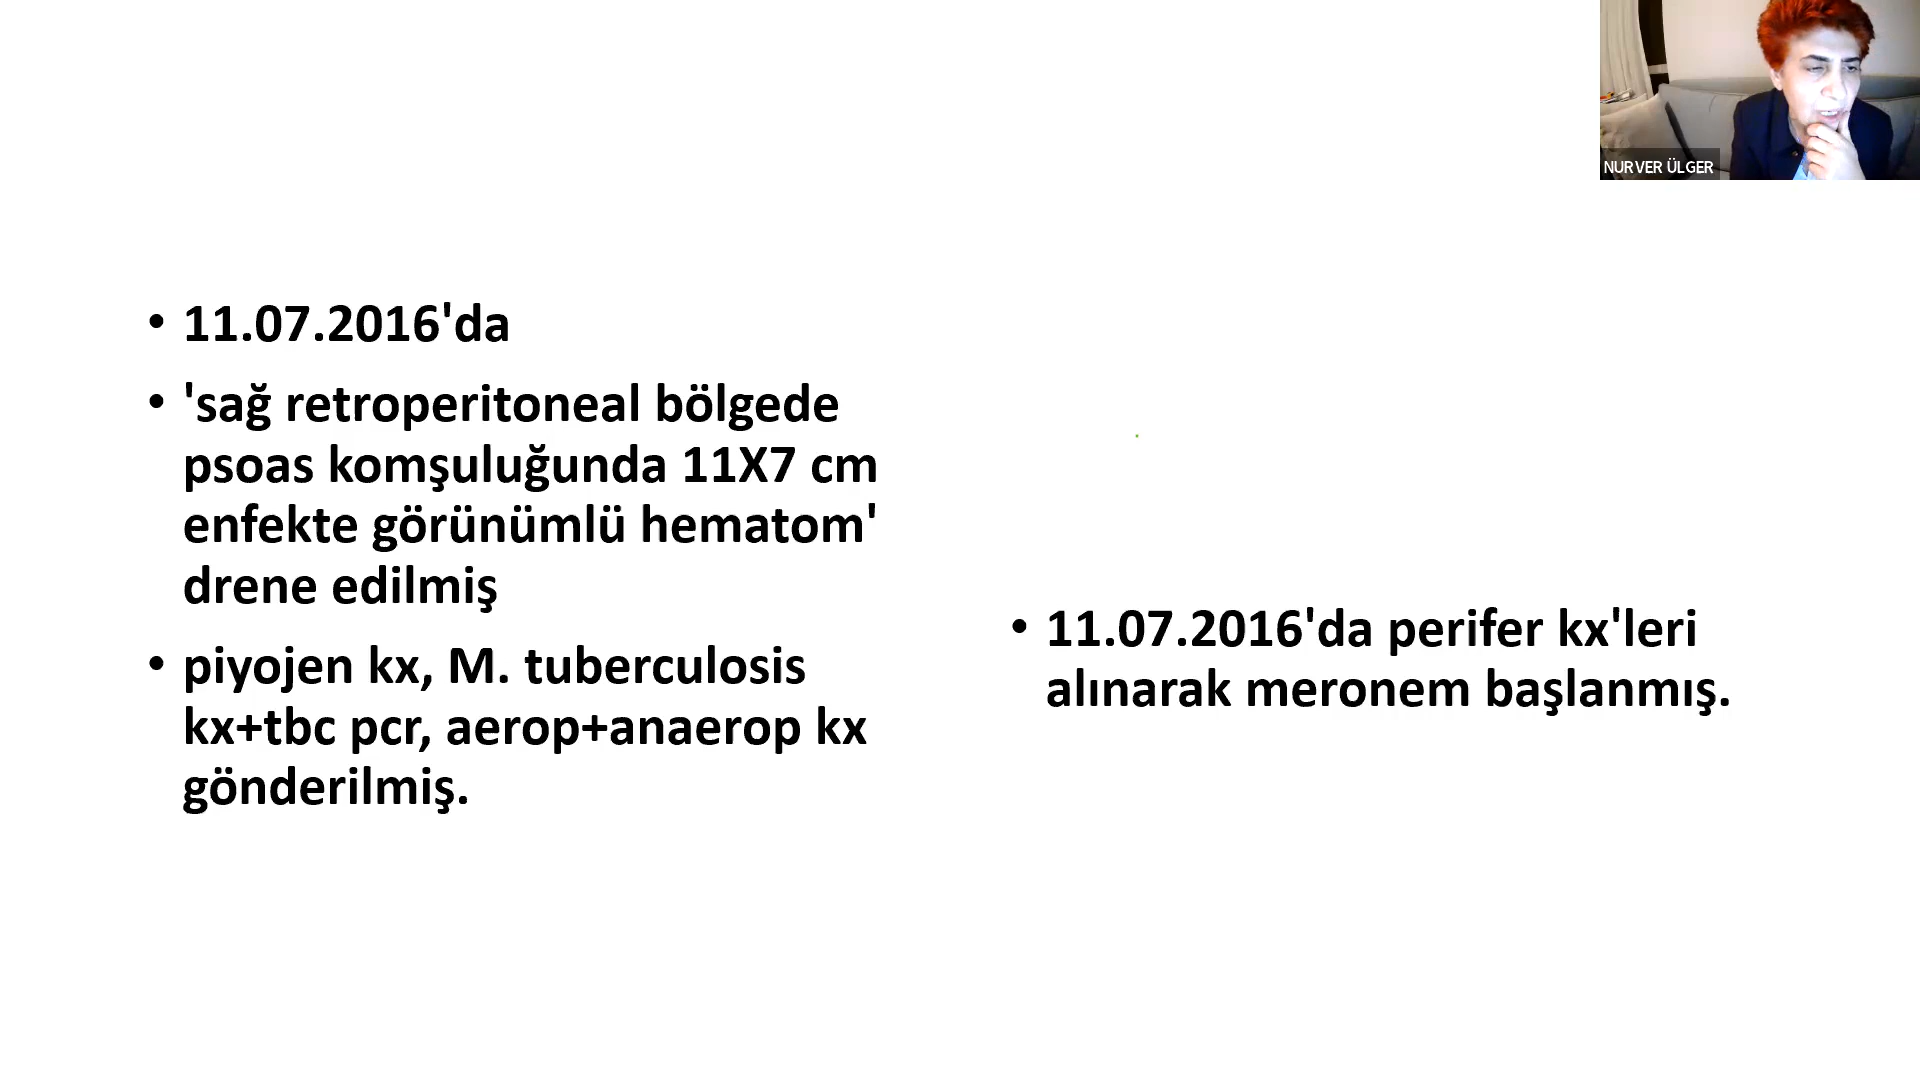 NURVER ÜLGER
• 11.07.2016'da
• 'sağ retroperitoneal bölgede
psoas komşuluğunda 11X7 cm
enfekte görünümlü hematom'
drene edilmiş
• piyojen kx, M. tuberculosis
kx+tbc pcr, aerop+anaerop kx
gönderilmiş.
• 11.07.2016'da perifer kx'leri
alınarak meronem başlanmış.